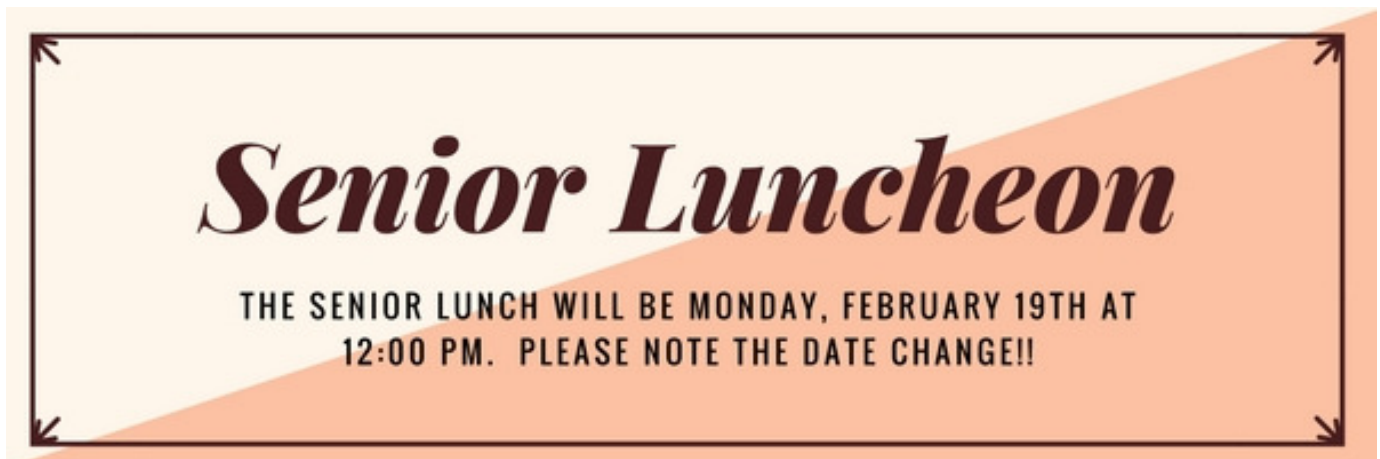 Senior Luncheon
THE SENIOR LUNCH WILL BE MONDAY, FEBRUARY 19TH AT
12:00 PM.  PLEASE NOTE THE DATE CHANGE!!